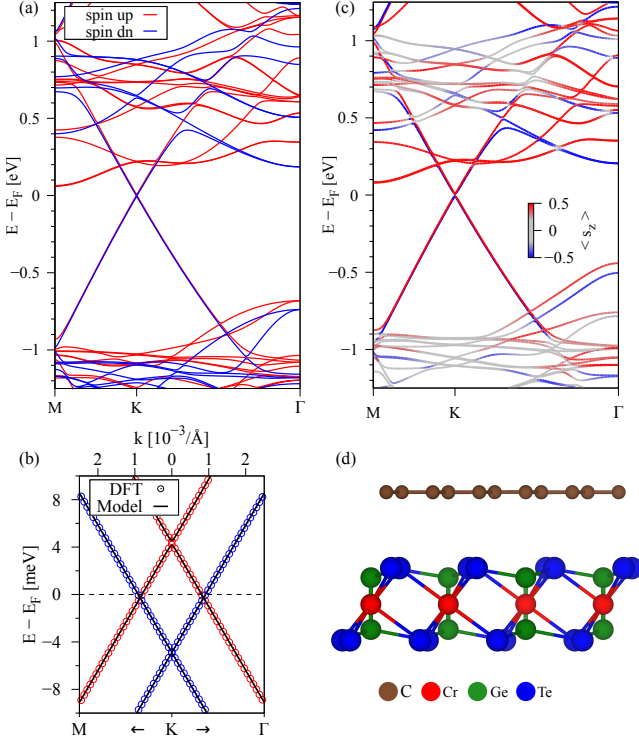 (a)
spin up
spin dn
E − E_F [eV]
1
0.5
0
−0.5
−1
M
K
Γ
(c)
E − E_F [eV]
1
0.5
0
−0.5
−1
0.5
0
−0.5
< s_z >
M
K
Γ
(b)
k [10⁻³/Å]
2 1 0 1 2
DFT
Model
E − E_F [meV]
8
4
0
−4
−8
M ← K → Γ
(d)
C Cr Ge Te